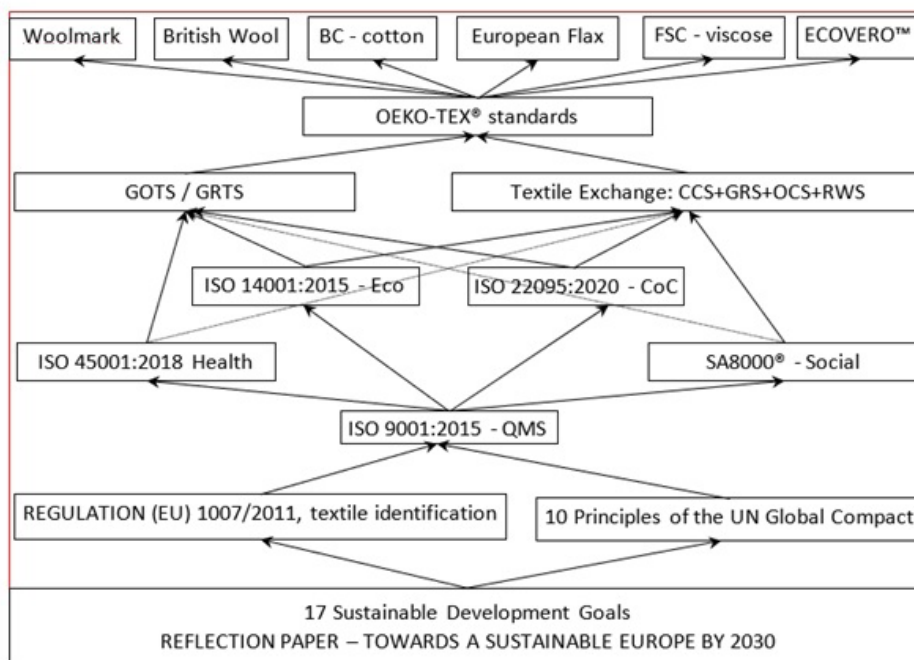 Woolmark
British Wool
BC - cotton
European Flax
FSC - viscose
ECOVERO™
OEKO-TEX® standards
GOTS / GRTS
Textile Exchange: CCS+GRS+OCS+RWS
ISO 14001:2015 - Eco
ISO 22095:2020 - CoC
ISO 45001:2018 Health
SA8000® - Social
ISO 9001:2015 - QMS
REGULATION (EU) 1007/2011, textile identification
10 Principles of the UN Global Compact
17 Sustainable Development Goals
REFLECTION PAPER – TOWARDS A SUSTAINABLE EUROPE BY 2030